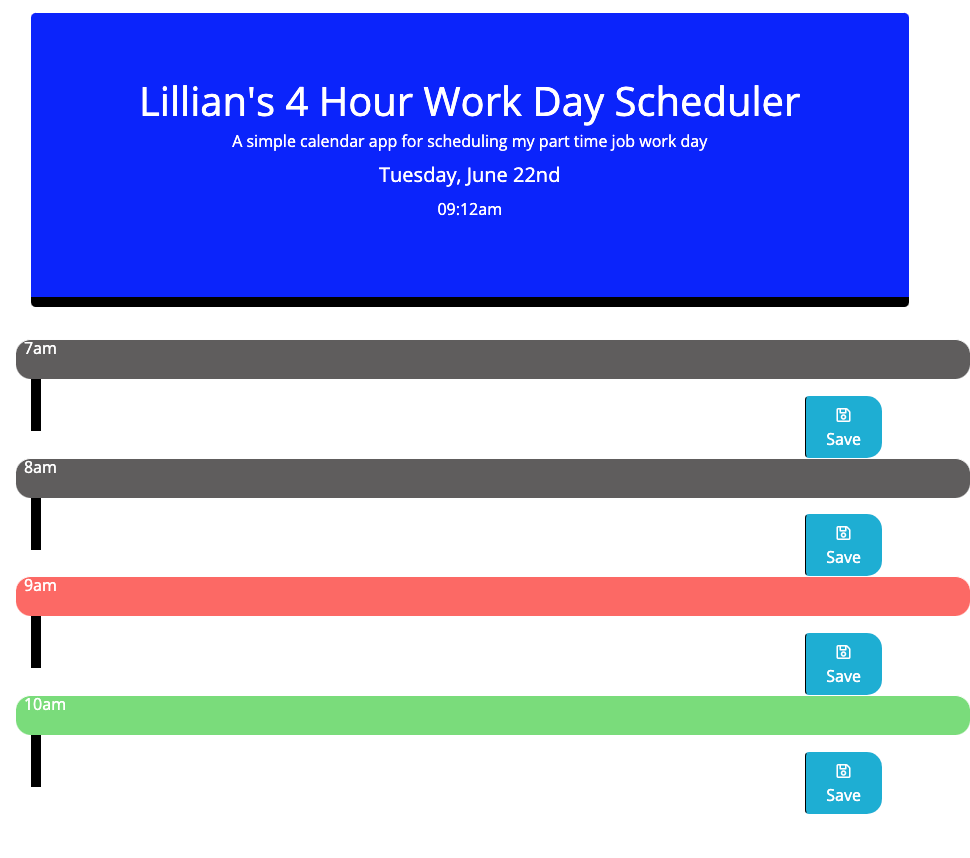 Lillian's 4 Hour Work Day Scheduler
A simple calendar app for scheduling my part time job work day
Tuesday, June 22nd
09:12am
7am
Save
8am
Save
9am
Save
10am
Save